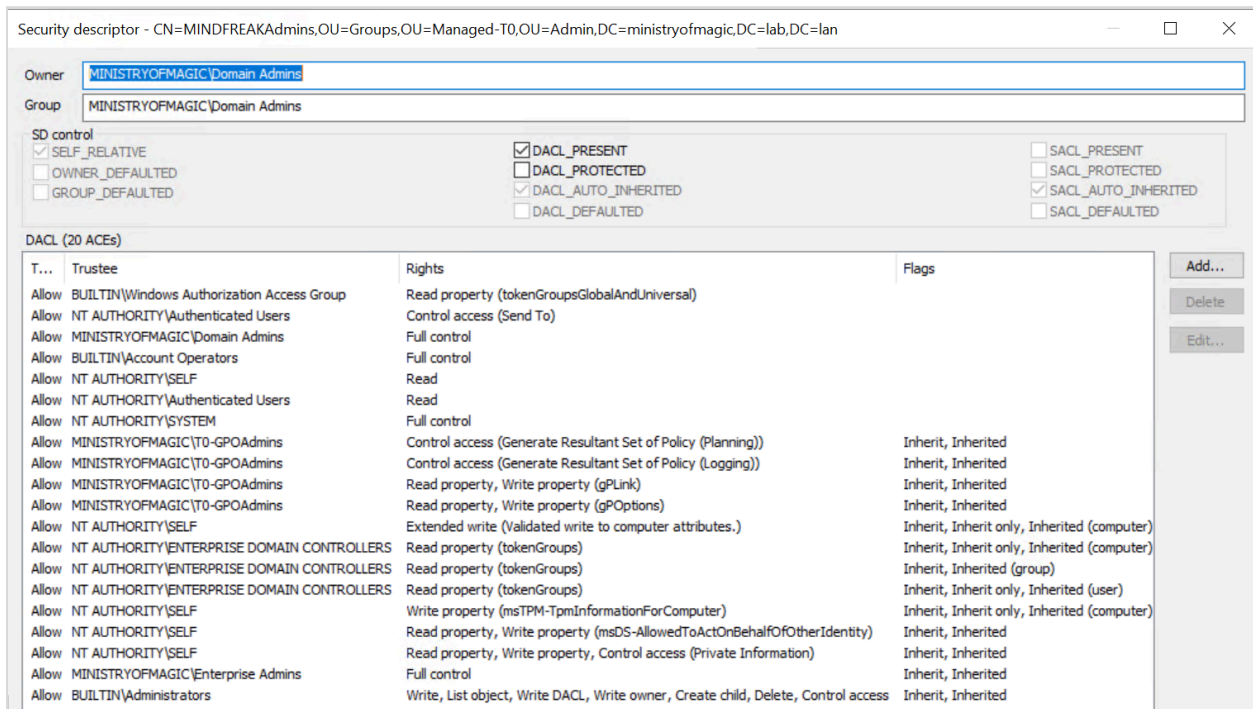 Security descriptor - CN=MINDFREAKAdmins,OU=Groups,OU=Managed-T0,OU=Admin,DC=ministryofmagic,DC=lab,DC=lan
Owner MINISTRYOFMAGIC\Domain Admins
Group MINISTRYOFMAGIC\Domain Admins
SD control
SELF_RELATIVE DACL_PRESENT SACL_PRESENT
OWNER_DEFAULTED DACL_PROTECTED SACL_PROTECTED
GROUP_DEFAULTED DACL_AUTO_INHERITED SACL_AUTO_INHERITED
DACL_DEFAULTED SACL_DEFAULTED
DACL (20 ACEs)
T... Trustee Rights Flags Add...
Allow BUILTIN\Windows Authorization Access Group Read property (tokenGroupsGlobalAndUniversal) Delete
Allow NT AUTHORITY\Authenticated Users Control access (Send To)
Allow MINISTRYOFMAGIC\Domain Admins Full control Edit...
Allow BUILTIN\Account Operators Full control
Allow NT AUTHORITY\SELF Read
Allow NT AUTHORITY\Authenticated Users Read
Allow NT AUTHORITY\SYSTEM Full control
Allow MINISTRYOFMAGIC\T0-GPOAdmins Control access (Generate Resultant Set of Policy (Planning)) Inherit, Inherited
Allow MINISTRYOFMAGIC\T0-GPOAdmins Control access (Generate Resultant Set of Policy (Logging)) Inherit, Inherited
Allow MINISTRYOFMAGIC\T0-GPOAdmins Read property, Write property (gPLink) Inherit, Inherited
Allow MINISTRYOFMAGIC\T0-GPOAdmins Read property, Write property (gPOptions) Inherit, Inherited
Allow NT AUTHORITY\SELF Extended write (Validated write to computer attributes.) Inherit, Inherit only, Inherited (computer)
Allow NT AUTHORITY\ENTERPRISE DOMAIN CONTROLLERS Read property (tokenGroups) Inherit, Inherit only, Inherited (computer)
Allow NT AUTHORITY\ENTERPRISE DOMAIN CONTROLLERS Read property (tokenGroups) Inherit, Inherited (group)
Allow NT AUTHORITY\ENTERPRISE DOMAIN CONTROLLERS Read property (tokenGroups) Inherit, Inherit only, Inherited (user)
Allow NT AUTHORITY\SELF Write property (msTPM-TpmInformationForComputer) Inherit, Inherit only, Inherited (computer)
Allow NT AUTHORITY\SELF Read property, Write property (msDS-AllowedToActOnBehalfOfOtherIdentity) Inherit, Inherited
Allow NT AUTHORITY\SELF Read property, Write property, Control access (Private Information) Inherit, Inherited
Allow MINISTRYOFMAGIC\Enterprise Admins Full control Inherit, Inherited
Allow BUILTIN\Administrators Write, List object, Write DACL, Write owner, Create child, Delete, Control access Inherit, Inherited